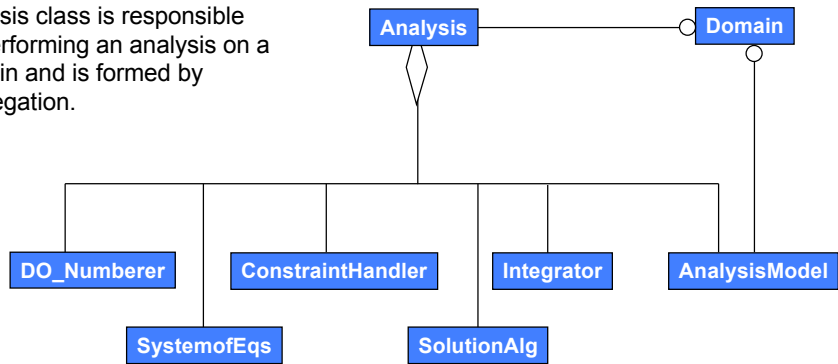 sis class is responsible
erforming an analysis on a
in and is formed by
egation.
Analysis
Domain
DO_Numberer
ConstraintHandler
Integrator
AnalysisModel
SystemofEqs
SolutionAlg